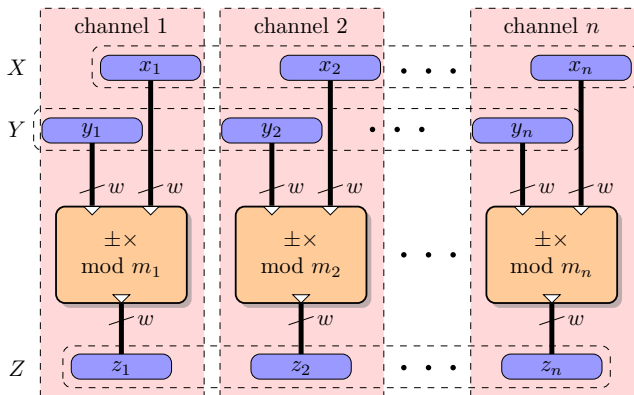 channel 1 channel 2 channel n
X x₁ x₂ · · · xₙ
Y y₁ y₂ · · · yₙ
w w w w w w
±× ±× ±×
mod m₁ mod m₂ · · · mod mₙ
w w w
Z z₁ z₂ · · · zₙ